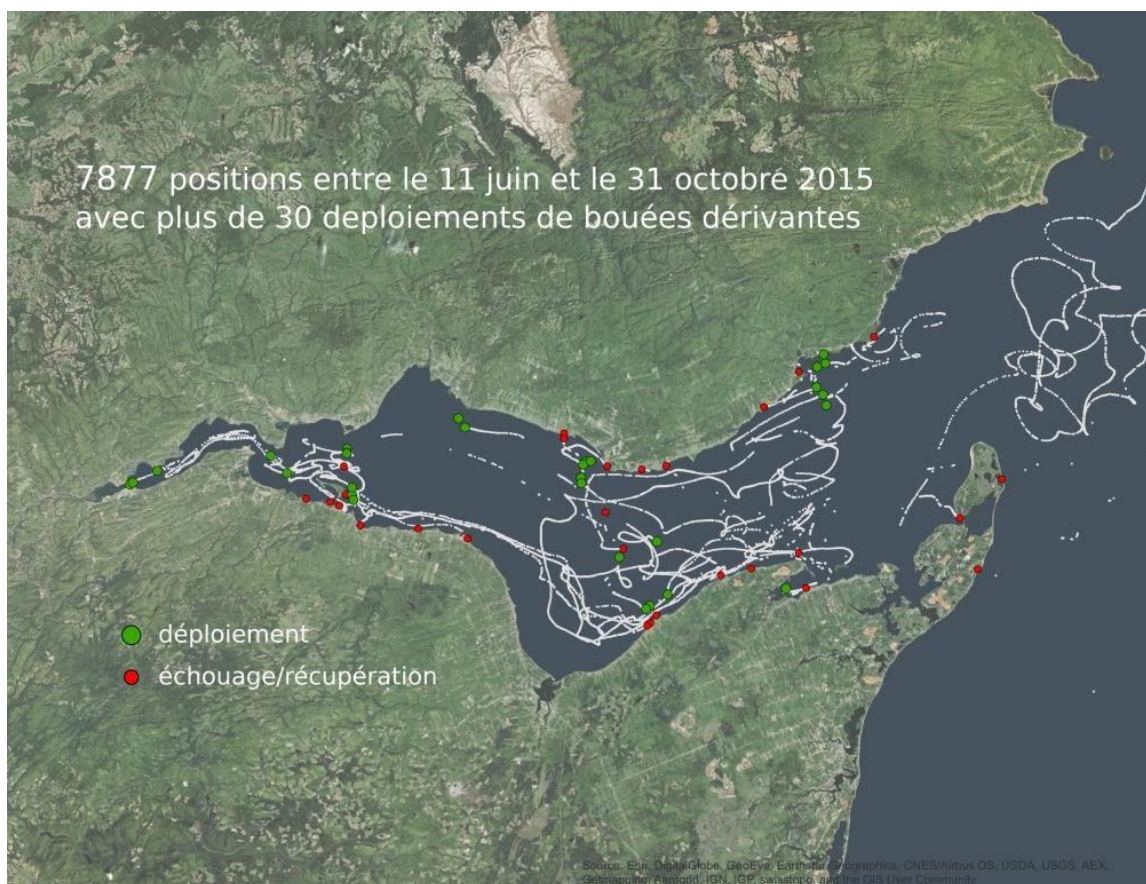 7877 positions entre le 11 juin et le 31 octobre 2015
avec plus de 30 deploiements de bouées dérivantes
déploiement
échouage/récupération
Source: Esri, DigitalGlobe, GeoEye, Earthstar Geographics, CNES/Airbus DS, USDA, USGS, AEX,
Getmapping, Aerogrid, IGN, IGP, swisstopo, and the GIS User Community